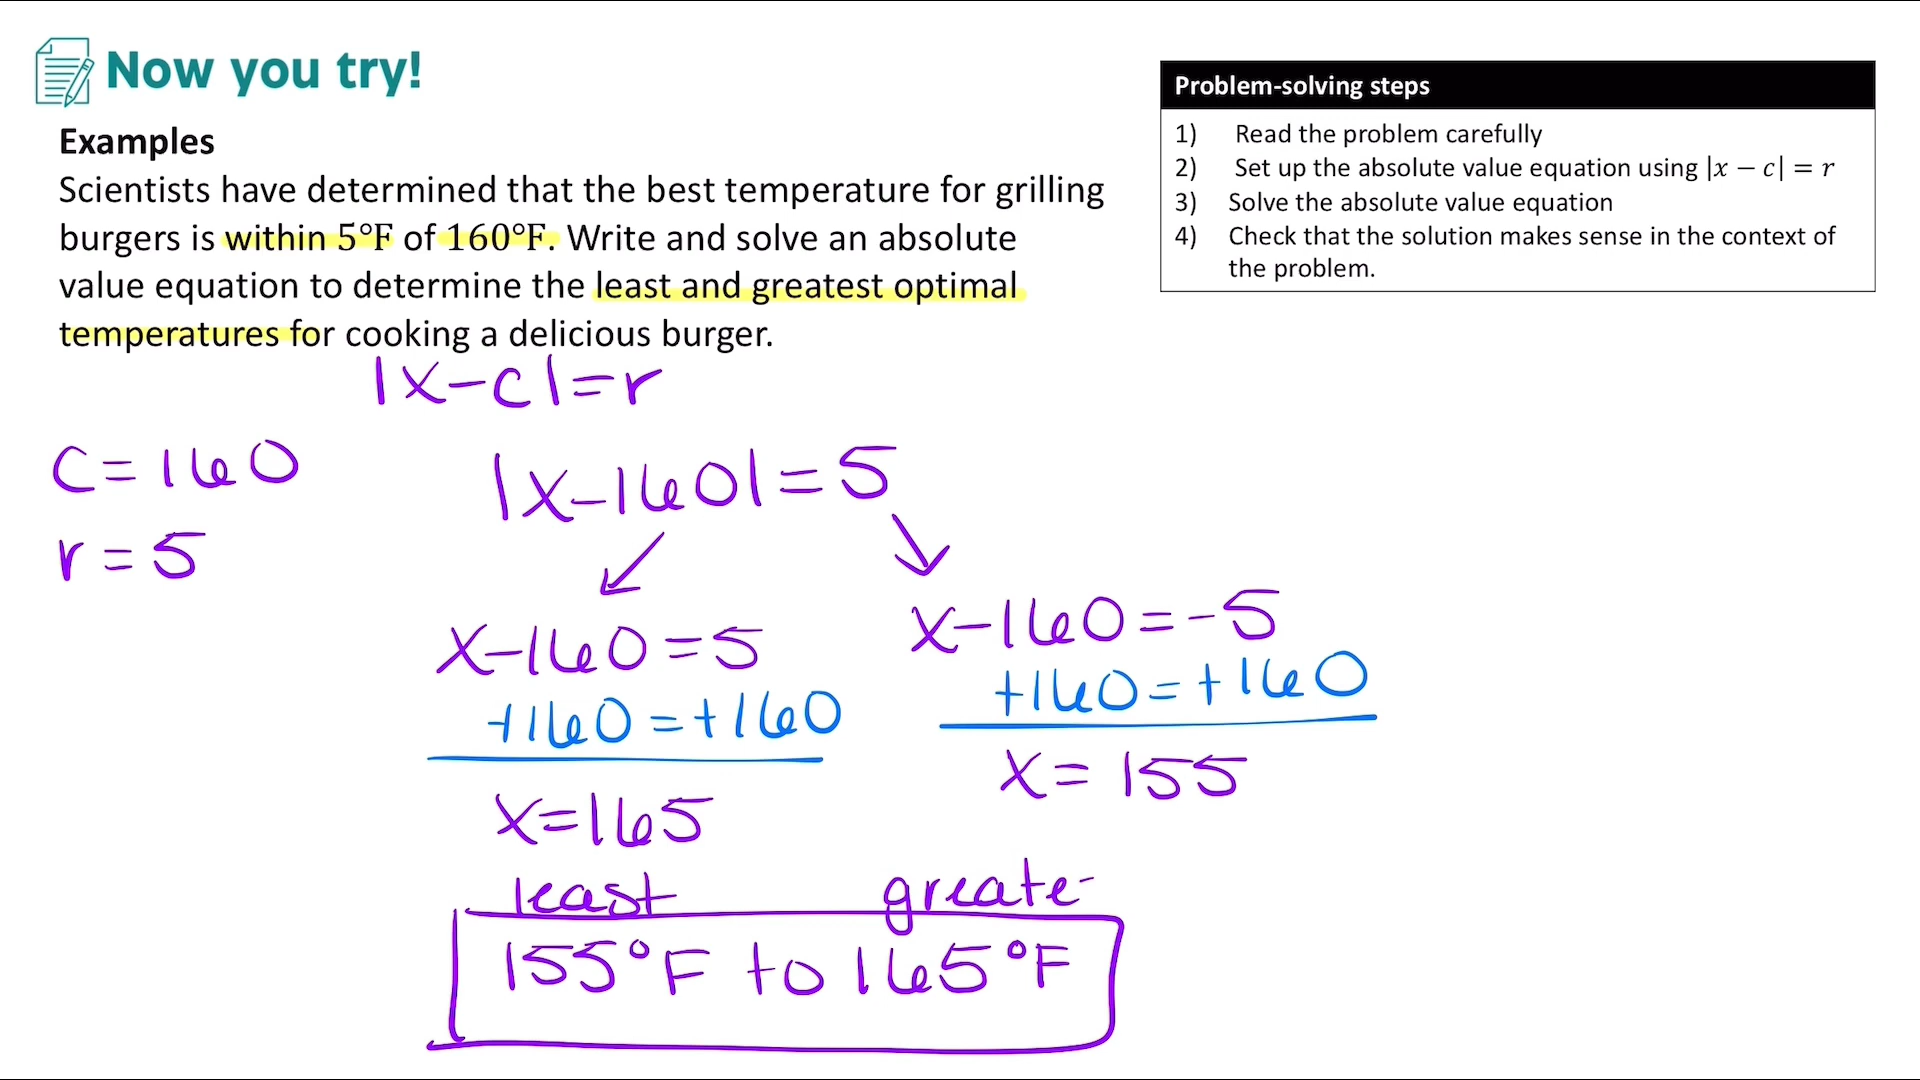 Now you try!
Examples
Scientists have determined that the best temperature for grilling
burgers is within 5°F of 160°F. Write and solve an absolute
value equation to determine the least and greatest optimal
temperatures for cooking a delicious burger.
Problem-solving steps
1) Read the problem carefully
2) Set up the absolute value equation using |x − c| = r
3) Solve the absolute value equation
4) Check that the solution makes sense in the context of
the problem.
|x-c|=r
c=160
r=5
|x-160|=5
x-160=5
+160=+160
x=165
x-160=-5
+160=+160
x=155
least greate
155°F to 165°F